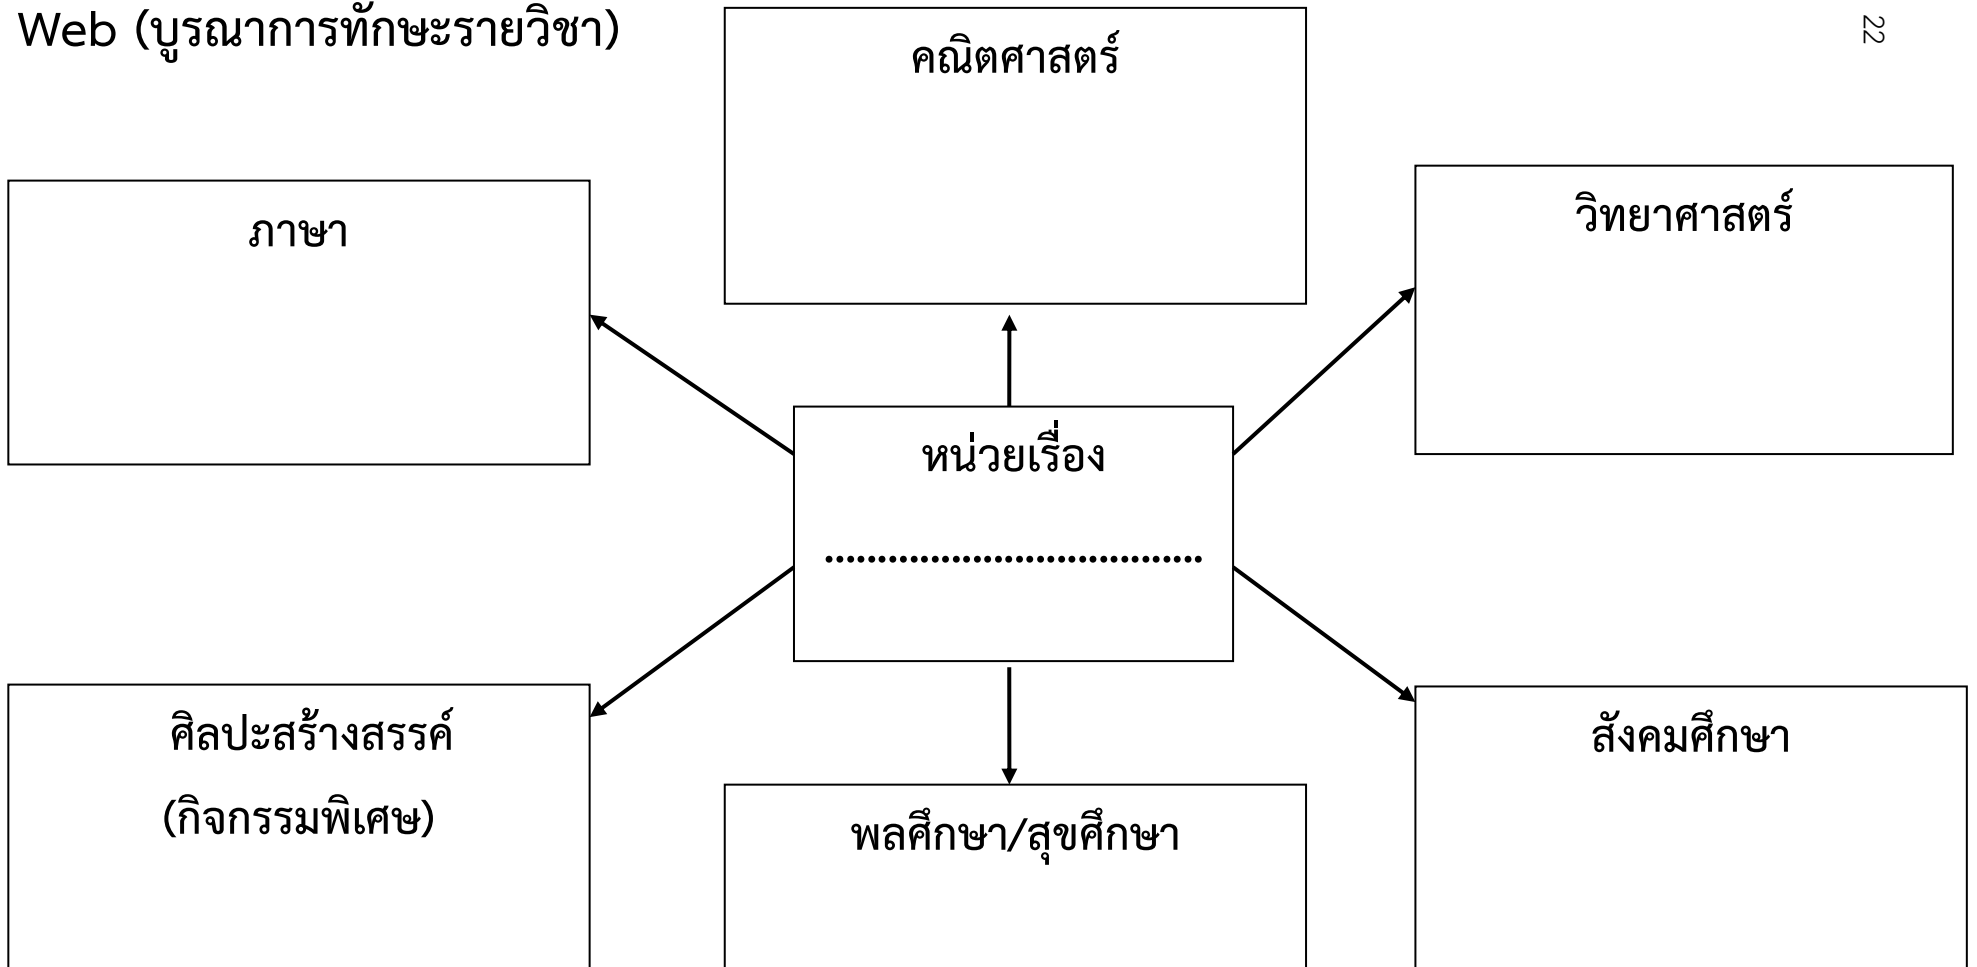 Web (บูรณาการทักษะรายวิชา)
22
คณิตศาสตร์
ภาษา
วิทยาศาสตร์
หน่วยเรื่อง
....................................
ศิลปะสร้างสรรค์
(กิจกรรมพิเศษ)
พลศึกษา/สุขศึกษา
สังคมศึกษา